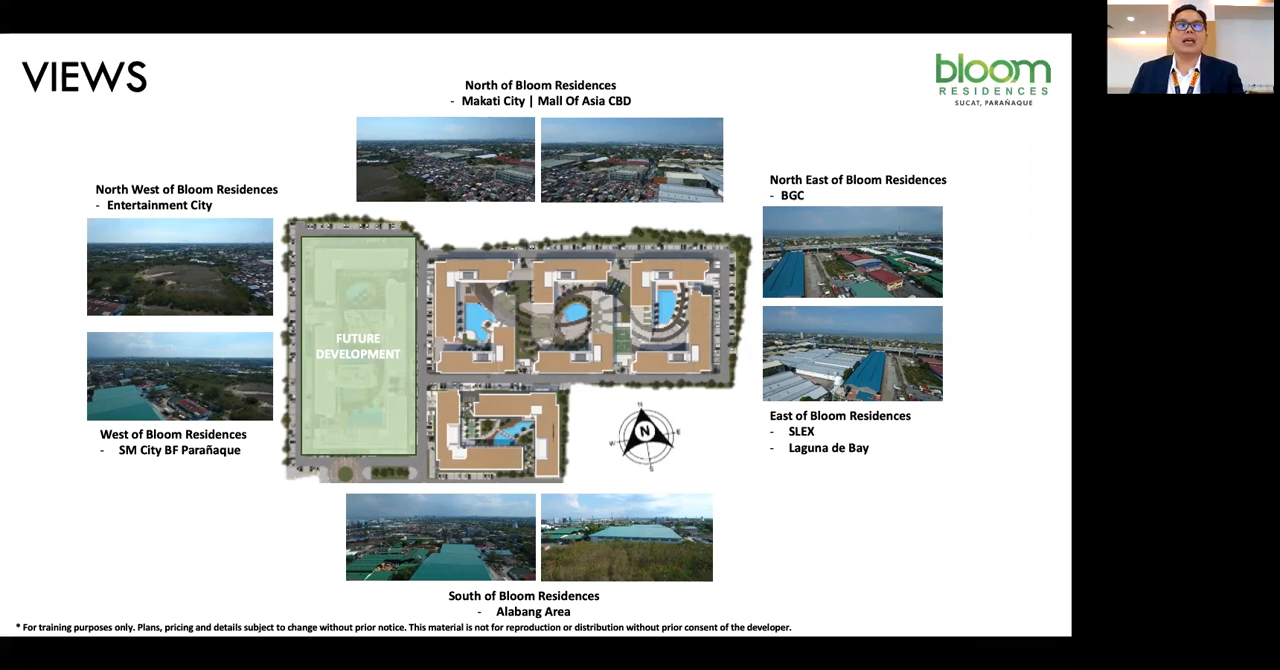 VIEWS
bloom
RESIDENCES
SUCAT, PARAÑAQUE
North of Bloom Residences
- Makati City | Mall Of Asia CBD
North West of Bloom Residences
- Entertainment City
North East of Bloom Residences
- BGC
FUTURE
DEVELOPMENT
West of Bloom Residences
- SM City BF Parañaque
N
W
E
N
S
East of Bloom Residences
- SLEX
- Laguna de Bay
South of Bloom Residences
- Alabang Area
* For training purposes only. Plans, pricing and details subject to change without prior notice. This material is not for reproduction or distribution without prior consent of the developer.